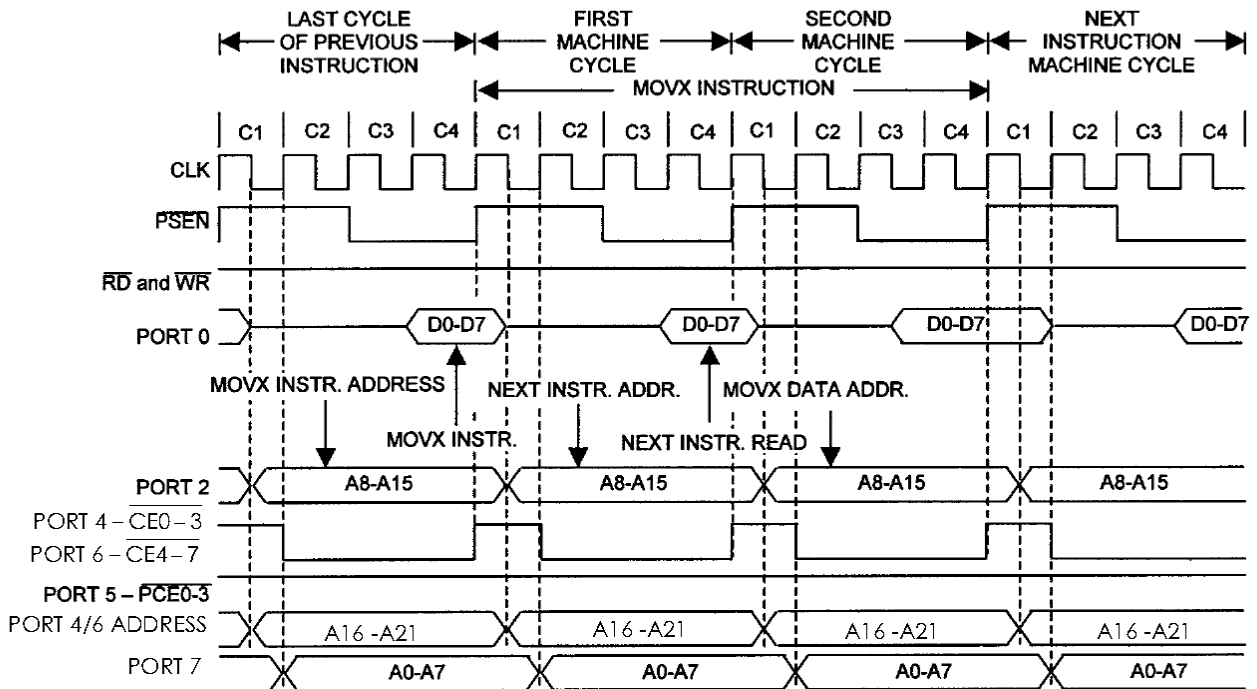 LAST CYCLE OF PREVIOUS INSTRUCTION
FIRST MACHINE CYCLE
SECOND MACHINE CYCLE
NEXT INSTRUCTION MACHINE CYCLE
MOVX INSTRUCTION
C1 C2 C3 C4 C1 C2 C3 C4 C1 C2 C3 C4 C1 C2 C3 C4
CLK
PSEN
RD and WR
PORT 0
D0-D7 D0-D7 D0-D7 D0-D7
MOVX INSTR. ADDRESS
NEXT INSTR. ADDR.
MOVX DATA ADDR.
MOVX INSTR.
NEXT INSTR. READ
PORT 2
A8-A15 A8-A15 A8-A15 A8-A15
PORT 4 – CE0 – 3
PORT 6 – CE4 – 7
PORT 5 – PCE0-3
PORT 4/6 ADDRESS
A16 -A21 A16 -A21 A16 -A21 A16 -A21
PORT 7
A0-A7 A0-A7 A0-A7 A0-A7